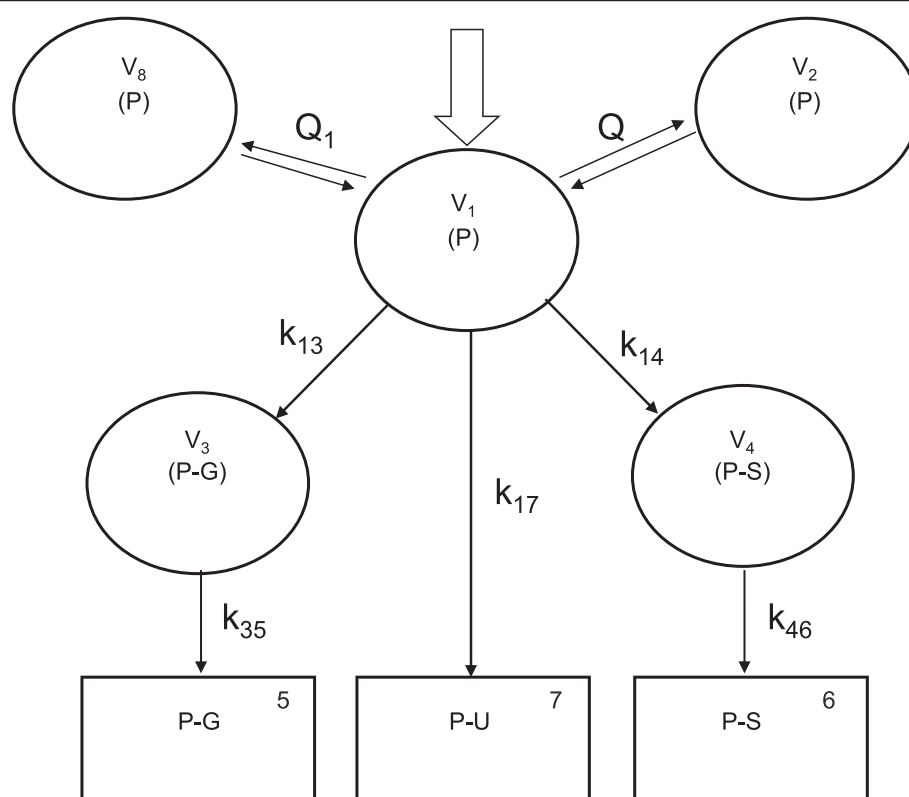 V₈
(P)
V₂
(P)
Q₁
Q
V₁
(P)
k₁₃
k₁₄
V₃
(P-G)
V₄
(P-S)
k₁₇
k₃₅
k₄₆
5
P-G
7
P-U
6
P-S